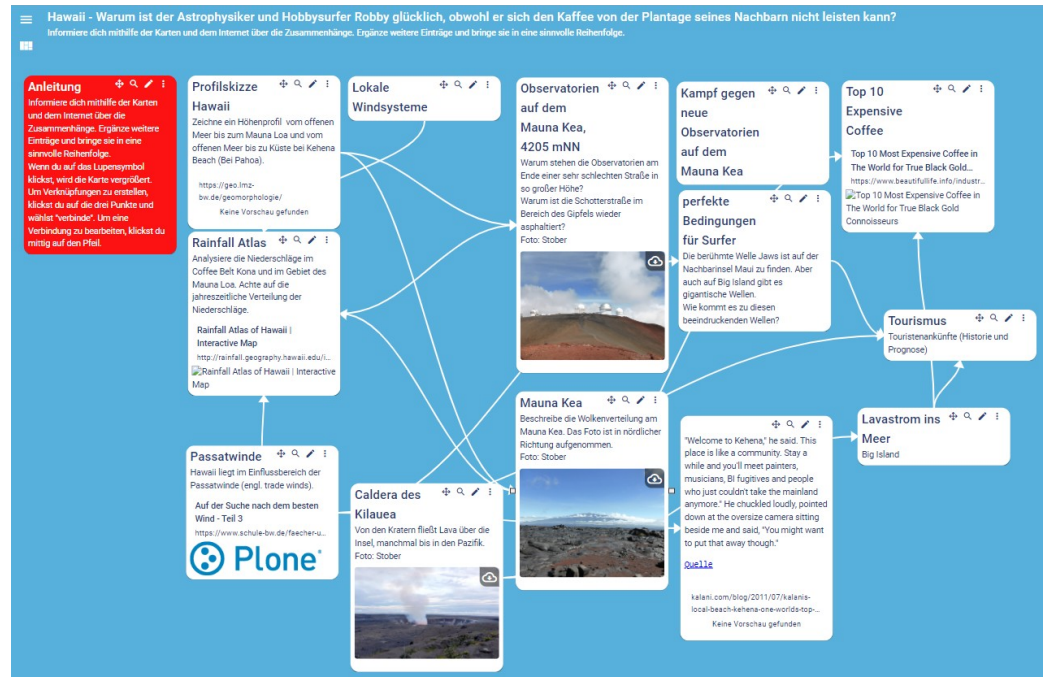 Hawaii - Warum ist der Astrophysiker und Hobbysurfer Robby glücklich, obwohl er sich den Kaffee von der Plantage seines Nachbarn nicht leisten kann?
Informiere dich mithilfe der Karten und dem Internet über die Zusammenhänge. Ergänze weitere Einträge und bringe sie in eine sinnvolle Reihenfolge.
Anleitung
Informiere dich mithilfe der Karten
und dem Internet über die
Zusammenhänge. Ergänze weitere
Einträge und bringe sie in eine
sinnvolle Reihenfolge.
Wenn du auf das Lupensymbol
klickst, wird die Karte vergrößert.
Um Verknüpfungen zu erstellen,
klickst du auf die drei Punkte und
wählst "verbinde". Um eine
Verbindung zu bearbeiten, klickst du
mittig auf den Pfeil.
Profilskizze
Hawaii
Zeichne ein Höhenprofil vom offenen
Meer bis zum Mauna Loa und vom
offenen Meer bis zu Küste bei Kehena
Beach (Bei Pahoa).
https://geo.lmz-
bw.de/geomorphologie/
Keine Vorschau gefunden
Rainfall Atlas
Analysiere die Niederschläge im
Coffee Belt Kona und im Gebiet des
Mauna Loa. Achte auf die
jahreszeitliche Verteilung der
Niederschläge.
Rainfall Atlas of Hawaii |
Interactive Map
http://rainfall.geography.hawaii.edu/i...
Rainfall Atlas of Hawaii | Interactive
Map
Passatwinde
Hawaii liegt im Einflussbereich der
Passatwinde (engl. trade winds).
Auf der Suche nach dem besten
Wind - Teil 3
https://www.schule-bw.de/faecher-u...
Plone
Lokale
Windsysteme
Caldera des
Kilauea
Von den Kratern fließt Lava über die
Insel, manchmal bis in den Pazifik.
Foto: Stober
Observatorien
auf dem
Mauna Kea,
4205 mNN
Warum stehen die Observatorien am
Ende einer sehr schlechten Straße in
so großer Höhe?
Warum ist die Schotterstraße im
Bereich des Gipfels wieder
asphaltiert?
Foto: Stober
Mauna Kea
Beschreibe die Wolkenverteilung am
Mauna Kea. Das Foto ist in nördlicher
Richtung aufgenommen.
Foto: Stober
Kampf gegen
neue
Observatorien
auf dem
Mauna Kea
perfekte
Bedingungen
für Surfer
Die berühmte Welle Jaws ist auf der
Nachbarinsel Maui zu finden. Aber
auch auf Big Island gibt es
gigantische Wellen.
Wie kommt es zu diesen
beeindruckenden Wellen?
"Welcome to Kehena," he said. This
place is like a community. Stay a
while and you'll meet painters,
musicians, BI fugitives and people
who just couldn't take the mainland
anymore." He chuckled loudly, pointed
down at the oversize camera sitting
beside me and said, "You might want
to put that away though."
Quelle
kalani.com/blog/2011/07/kalanis-
local-beach-kehena-one-worlds-top-...
Keine Vorschau gefunden
Top 10
Expensive
Coffee
Top 10 Most Expensive Coffee in
The World for True Black Gold...
https://www.beautifullife.info/industr...
Top 10 Most Expensive Coffee in
The World for True Black Gold
Connoisseurs
Tourismus
Touristenankünfte (Historie und
Prognose)
Lavastrom ins
Meer
Big Island